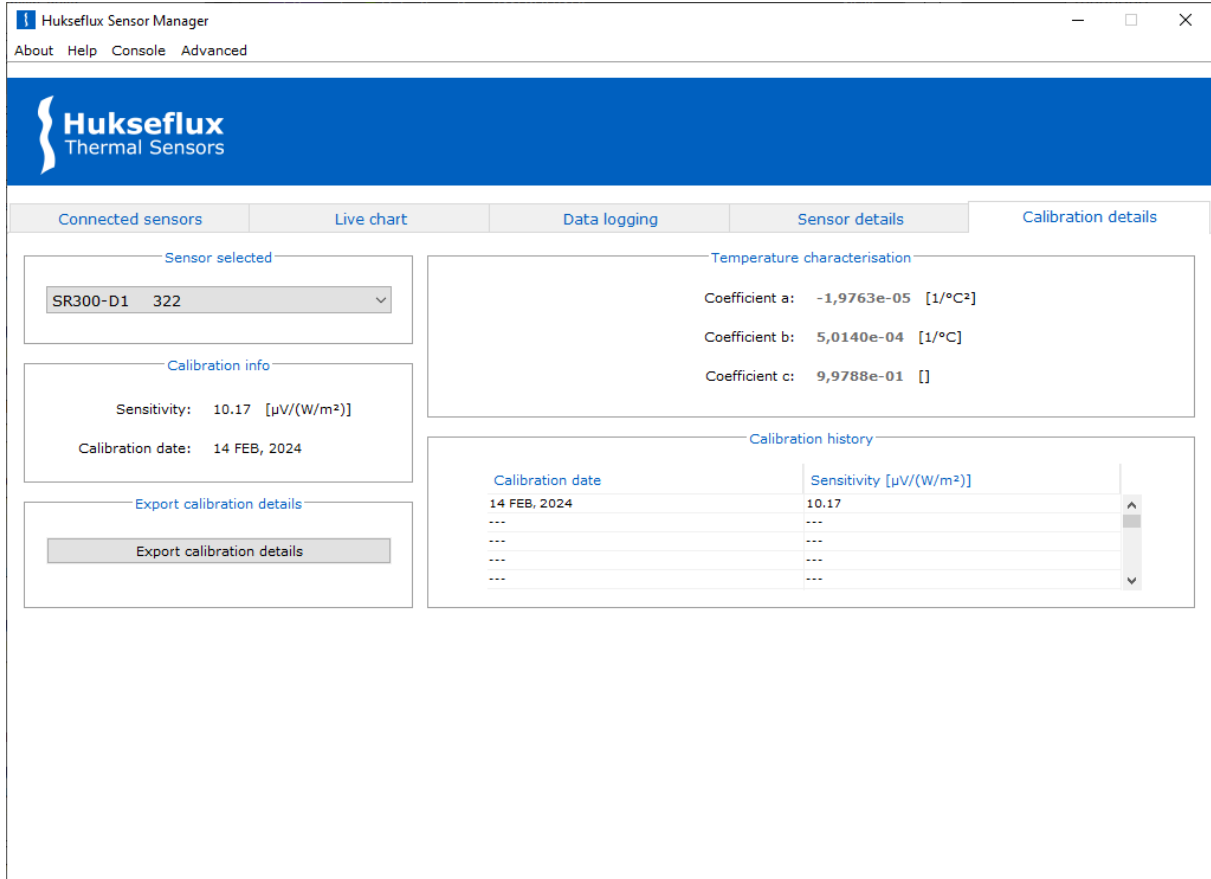 Hukseflux Sensor Manager
About Help Console Advanced
Hukseflux
Thermal Sensors
Connected sensors Live chart Data logging Sensor details Calibration details
Sensor selected
SR300-D1 322
Calibration info
Sensitivity: 10.17 [µV/(W/m²)]
Calibration date: 14 FEB, 2024
Export calibration details
Export calibration details
Temperature characterisation
Coefficient a: -1,9763e-05 [1/°C²]
Coefficient b: 5,0140e-04 [1/°C]
Coefficient c: 9,9788e-01 []
Calibration history
Calibration date Sensitivity [µV/(W/m²)]
14 FEB, 2024 10.17
--- ---
--- ---
--- ---
--- ---